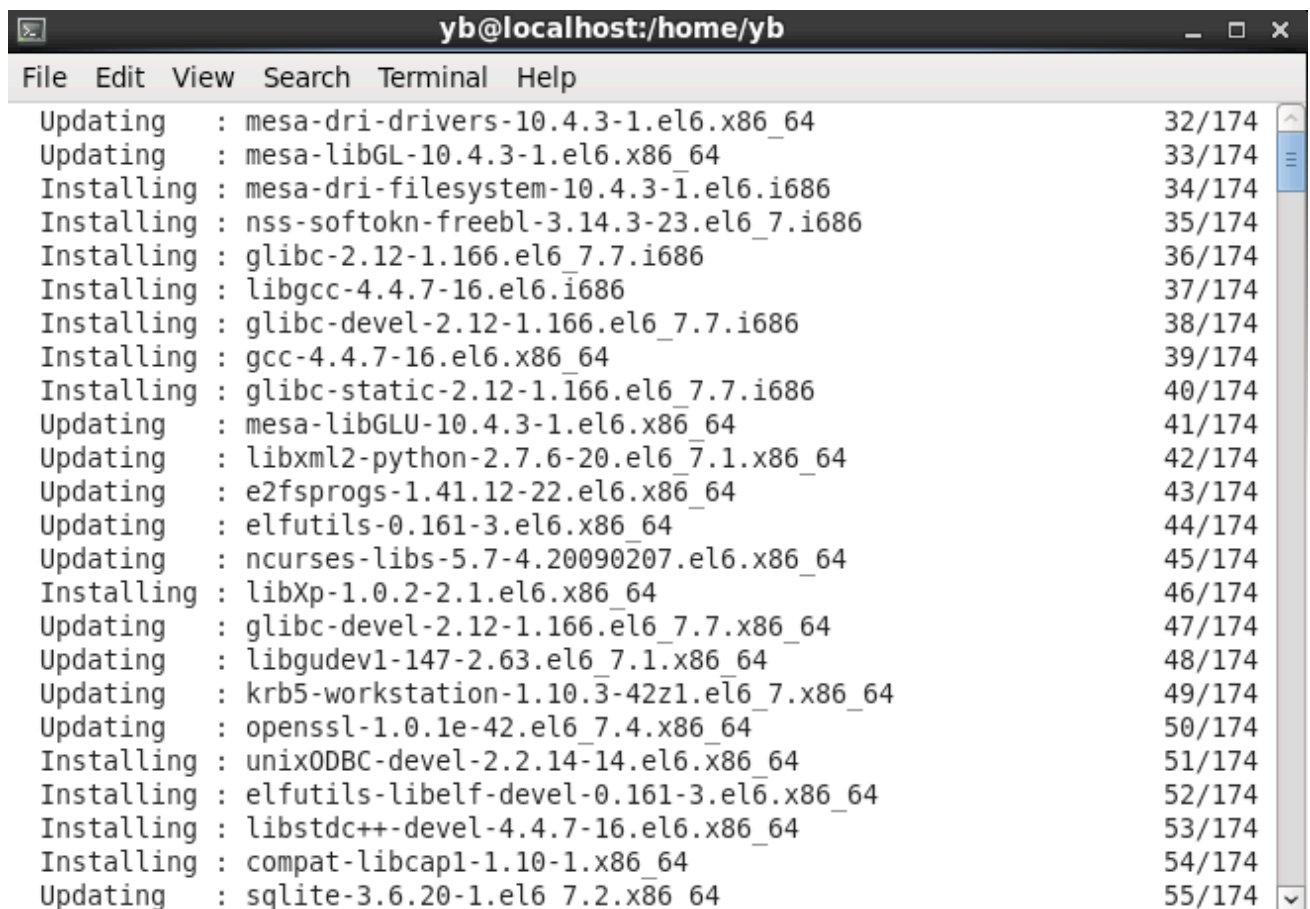 yb@localhost:/home/yb
File Edit View Search Terminal Help
Updating : mesa-dri-drivers-10.4.3-1.el6.x86_64 32/174
Updating : mesa-libGL-10.4.3-1.el6.x86_64 33/174
Installing : mesa-dri-filesystem-10.4.3-1.el6.i686 34/174
Installing : nss-softokn-freebl-3.14.3-23.el6_7.i686 35/174
Installing : glibc-2.12-1.166.el6_7.7.i686 36/174
Installing : libgcc-4.4.7-16.el6.i686 37/174
Installing : glibc-devel-2.12-1.166.el6_7.7.i686 38/174
Installing : gcc-4.4.7-16.el6.x86_64 39/174
Installing : glibc-static-2.12-1.166.el6_7.7.i686 40/174
Updating : mesa-libGLU-10.4.3-1.el6.x86_64 41/174
Updating : libxml2-python-2.7.6-20.el6_7.1.x86_64 42/174
Updating : e2fsprogs-1.41.12-22.el6.x86_64 43/174
Updating : elfutils-0.161-3.el6.x86_64 44/174
Updating : ncurses-libs-5.7-4.20090207.el6.x86_64 45/174
Installing : libXp-1.0.2-2.1.el6.x86_64 46/174
Updating : glibc-devel-2.12-1.166.el6_7.7.x86_64 47/174
Updating : libgudev1-147-2.63.el6_7.1.x86_64 48/174
Updating : krb5-workstation-1.10.3-42z1.el6_7.x86_64 49/174
Updating : openssl-1.0.1e-42.el6_7.4.x86_64 50/174
Installing : unixODBC-devel-2.2.14-14.el6.x86_64 51/174
Installing : elfutils-libelf-devel-0.161-3.el6.x86_64 52/174
Installing : libstdc++-devel-4.4.7-16.el6.x86_64 53/174
Installing : compat-libcap1-1.10-1.x86_64 54/174
Updating : sqlite-3.6.20-1.el6_7.2.x86_64 55/174